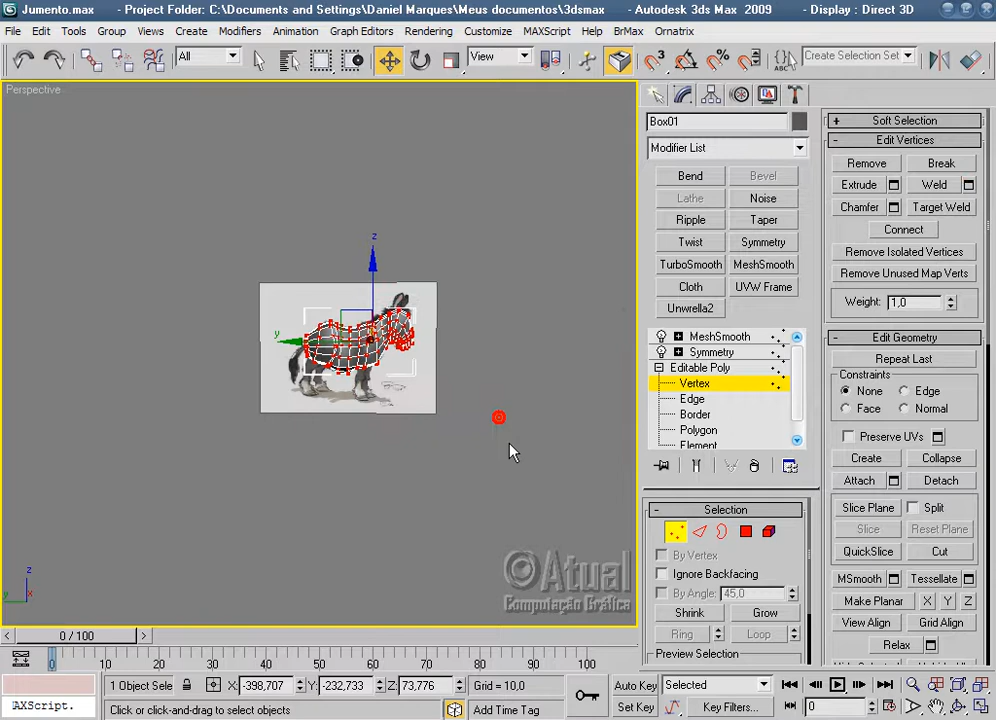 Jumento.max - Project Folder: C:\Documents and Settings\Daniel Marques\Meus documentos\3dsmax - Autodesk 3ds Max 2009 - Display : Direct 3D
File Edit Tools Group Views Create Modifiers Animation Graph Editors Rendering Customize MAXScript Help BrMax Ornatrix
All View Create Selection Set
Perspective
Box01
Modifier List
Bend Bevel
Lathe Noise
Ripple Taper
Twist Symmetry
TurboSmooth MeshSmooth
Cloth UVW Frame
Unwrella2
MeshSmooth
Symmetry
Editable Poly
Vertex
Edge
Border
Polygon
Element
Selection
By Vertex
Ignore Backfacing
By Angle: 45,0
Shrink Grow
Ring Loop
Preview Selection
Soft Selection
Edit Vertices
Remove Break
Extrude Weld
Chamfer Target Weld
Connect
Remove Isolated Vertices
Remove Unused Map Verts
Weight: 1,0
Edit Geometry
Repeat Last
Constraints
None Edge
Face Normal
Preserve UVs
Create Collapse
Attach Detach
Slice Plane Split
Slice Reset Plane
QuickSlice Cut
MSmooth Tessellate
Make Planar X Y Z
View Align Grid Align
Relax
z
y
z
y x
©Atual
Computação Gráfica
0 / 100
0 10 20 30 40 50 60 70 80 90 100
1 Object Sele X: -398,707 Y: -232,733 Z: 73,776 Grid = 10,0 Auto Key Selected
AXScript. Click or click-and-drag to select objects Add Time Tag Set Key Key Filters... 0